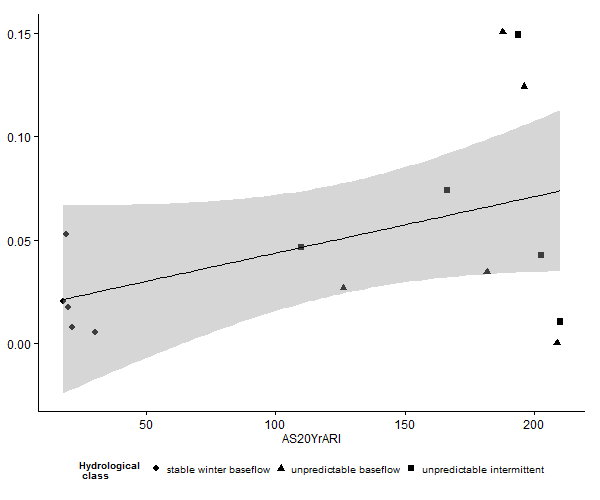 0.15
0.10
0.05
0.00
50 100 150 200
AS20YrARI
Hydrological
class
stable winter baseflow unpredictable baseflow unpredictable intermittent